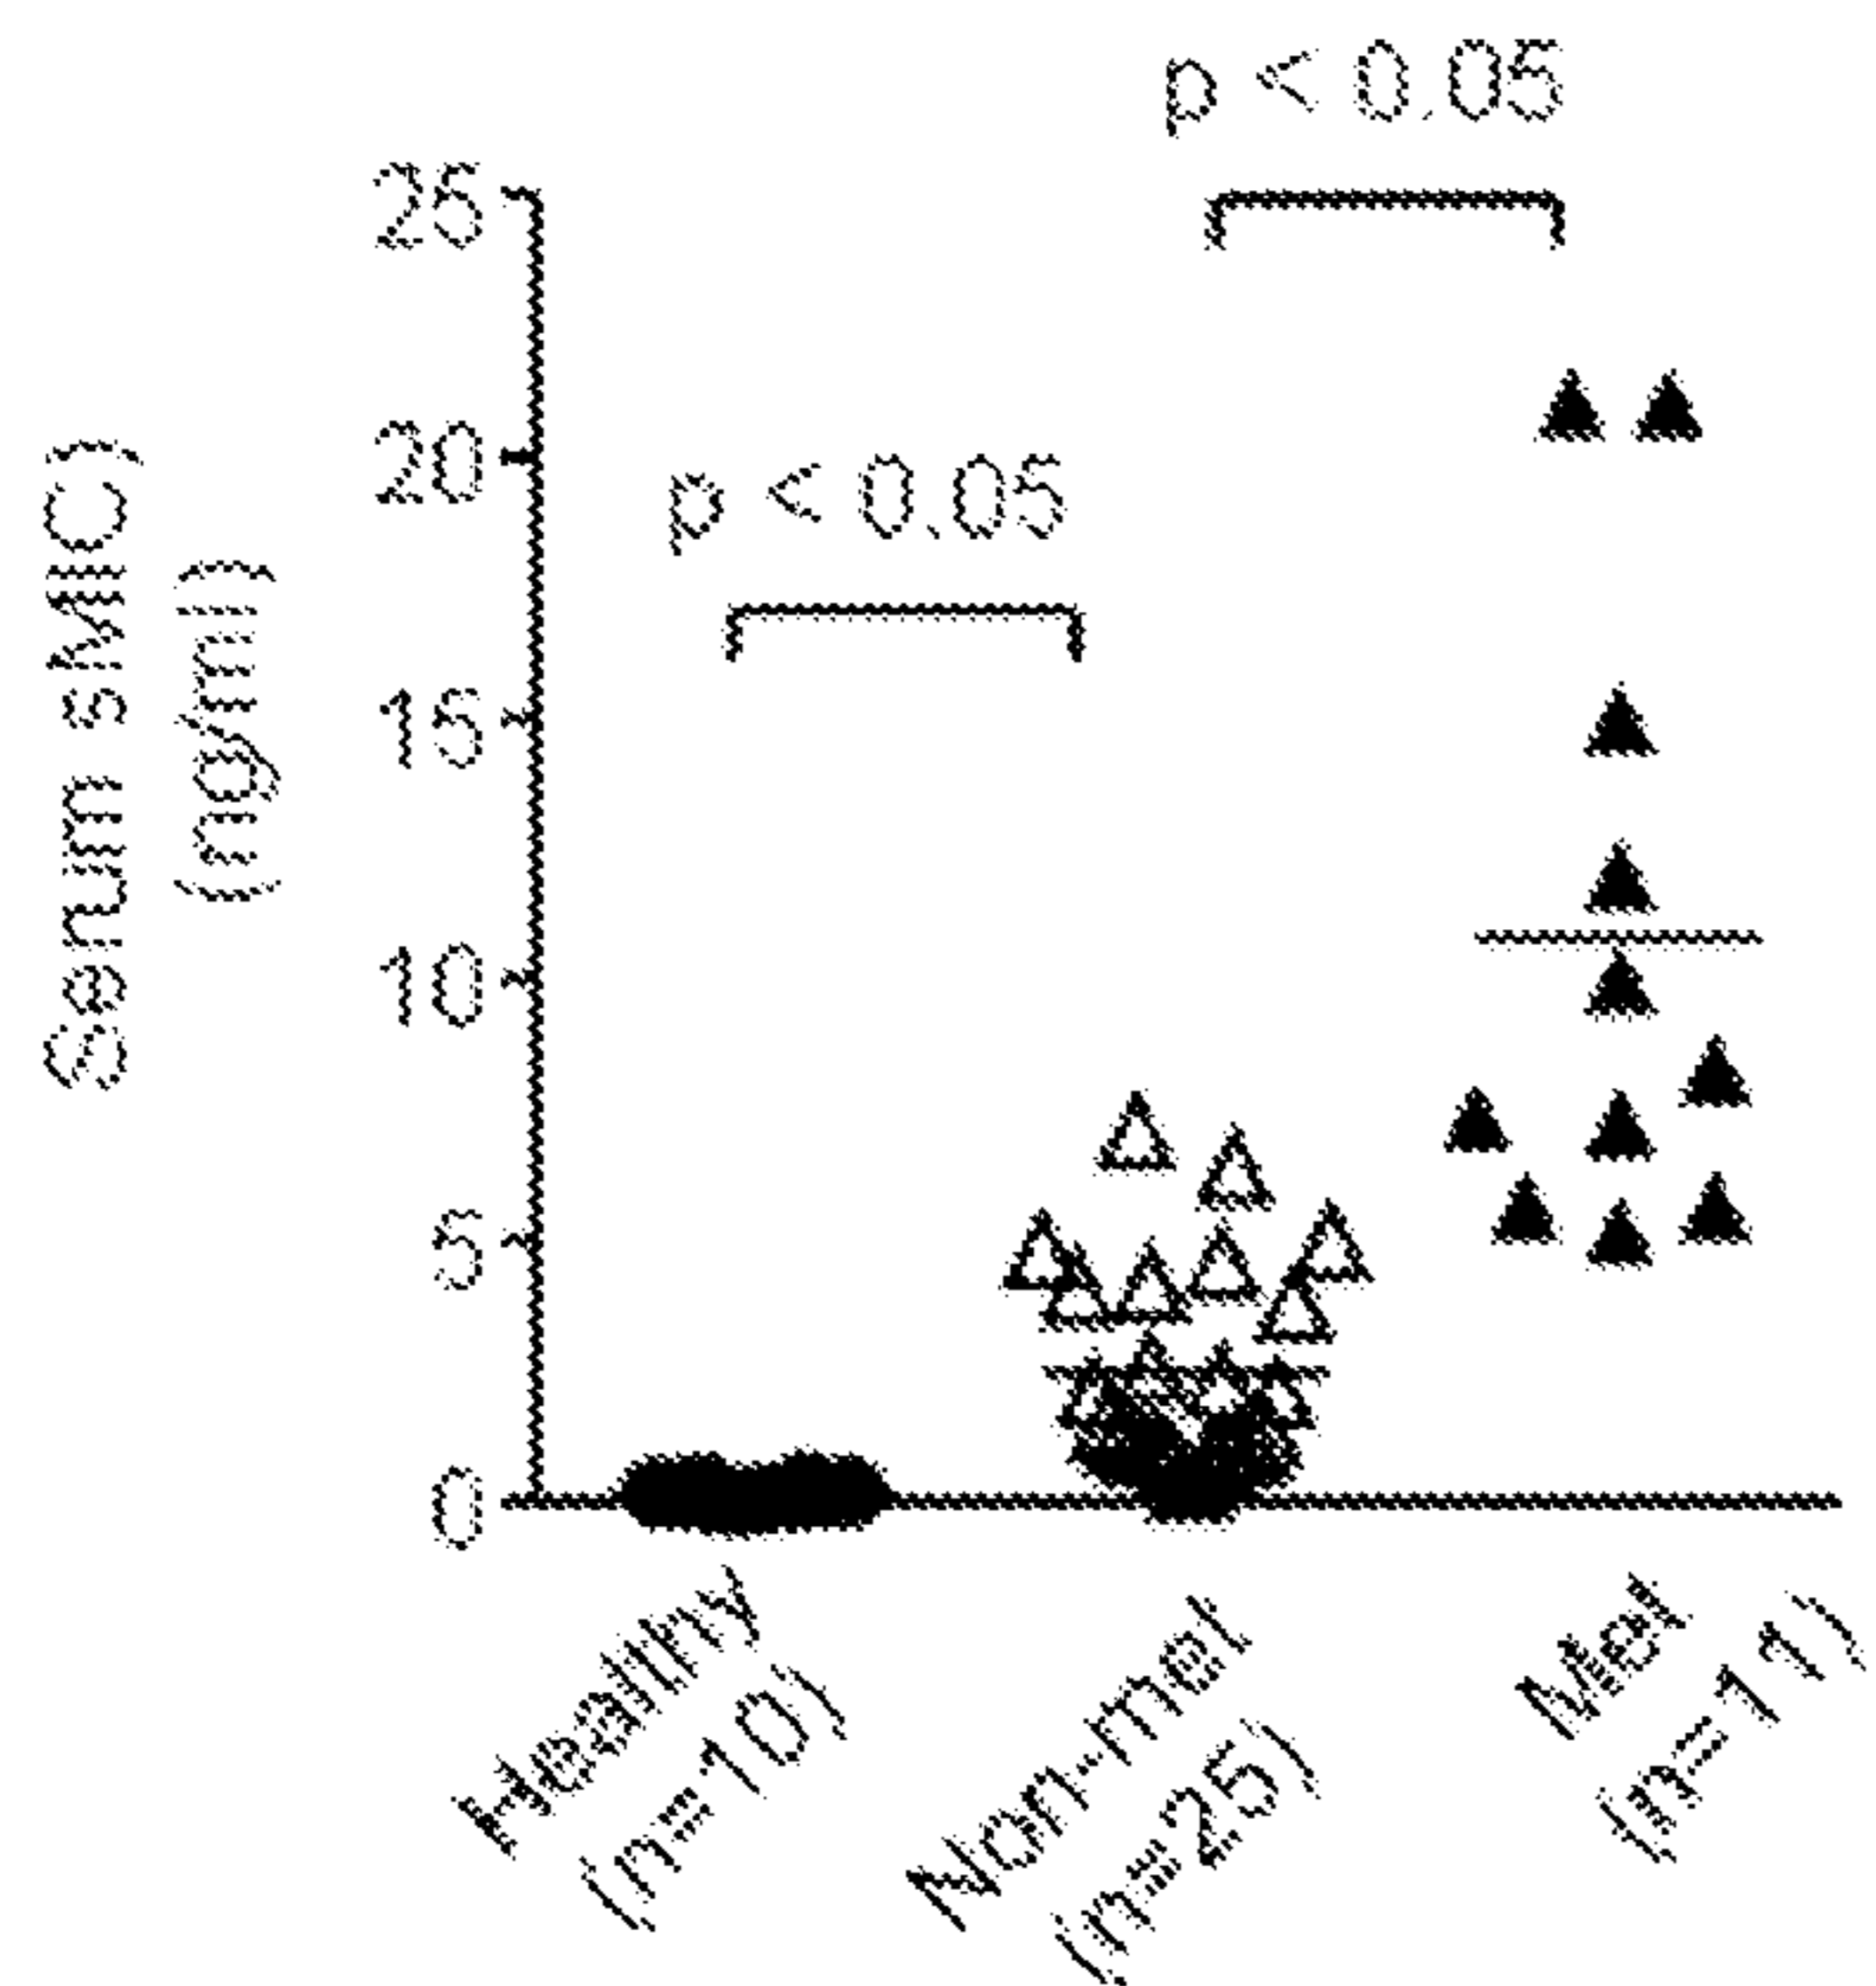 p < 0.05
25
20
p < 0.05
15
10
5
0
Serum sMIC
(ng/ml)
Healthy
(n=10)
Non-met
(n=25)
Met
(n=11)